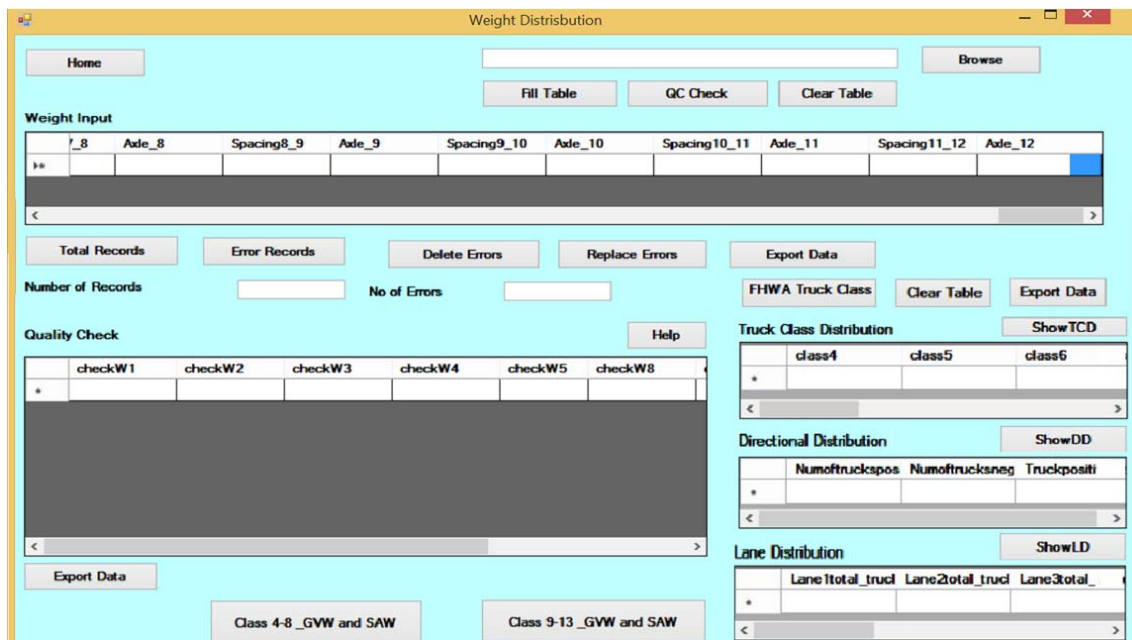 Weight Distrisbution
Home
Browse
Fill Table QC Check Clear Table
Weight Input
7_8 Axle_8 Spacing8_9 Axle_9 Spacing9_10 Axle_10 Spacing10_11 Axle_11 Spacing11_12 Axle_12
Total Records Error Records Delete Errors Replace Errors Export Data
Number of Records No of Errors FHWA Truck Class Clear Table Export Data
Quality Check Help
checkW1 checkW2 checkW3 checkW4 checkW5 checkW8
Export Data
Class 4-8 _GVW and SAW Class 9-13 _GVW and SAW
Truck Class Distribution ShowTCD
class4 class5 class6
Directional Distribution ShowDD
Numoftruckspos Numoftrucksneg Truckpositi
Lane Distribution ShowLD
Lane1total_trucl Lane2total_trucl Lane3total_